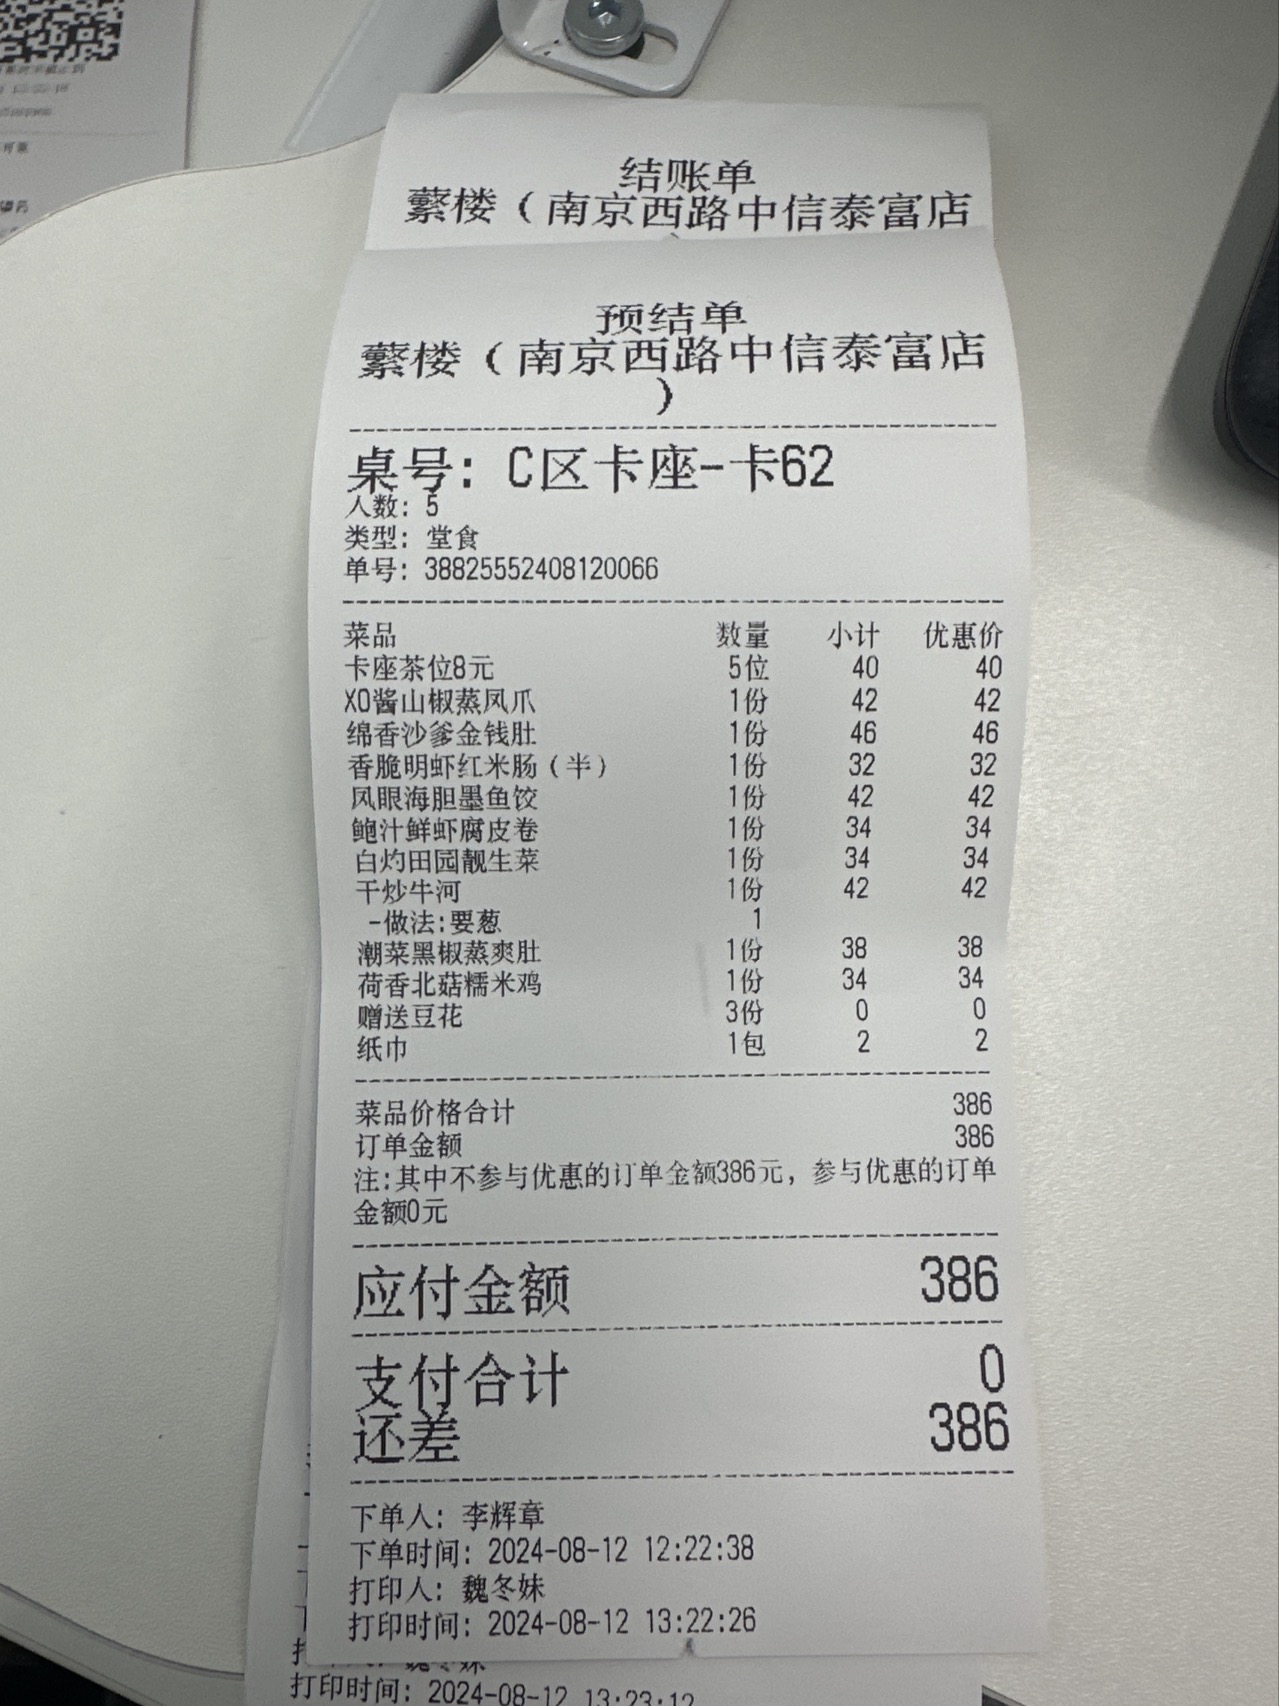 结账单
蘩楼（南京西路中信泰富店
预结单
蘩楼（南京西路中信泰富店
）
桌号：C区卡座-卡62
人数：5
类型：堂食
单号：38825552408120066
菜品 数量 小计 优惠价
卡座茶位8元 5位 40 40
XO酱山椒蒸凤爪 1份 42 42
绵香沙爹金钱肚 1份 46 46
香脆明虾红米肠（半） 1份 32 32
凤眼海胆墨鱼饺 1份 42 42
鲍汁鲜虾腐皮卷 1份 34 34
白灼田园靓生菜 1份 34 34
干炒牛河 1份 42 42
-做法:要葱 1
潮菜黑椒蒸爽肚 1份 38 38
荷香北菇糯米鸡 1份 34 34
赠送豆花 3份 0 0
纸巾 1包 2 2
菜品价格合计 386
订单金额 386
注:其中不参与优惠的订单金额386元，参与优惠的订单
金额0元
应付金额 386
支付合计 0
还差 386
下单人：李辉章
下单时间：2024-08-12 12:22:38
打印人：魏冬妹
打印时间：2024-08-12 13:22:26
打印时间：2024-08-12 13:23:12